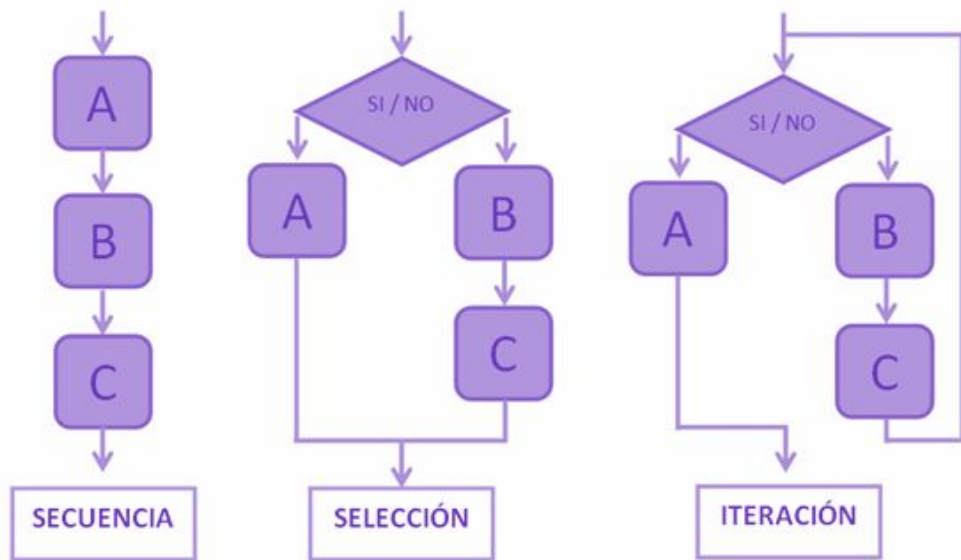 A
B
C
SECUENCIA
SI / NO
A
B
C
SELECCIÓN
SI / NO
A
B
C
ITERACIÓN